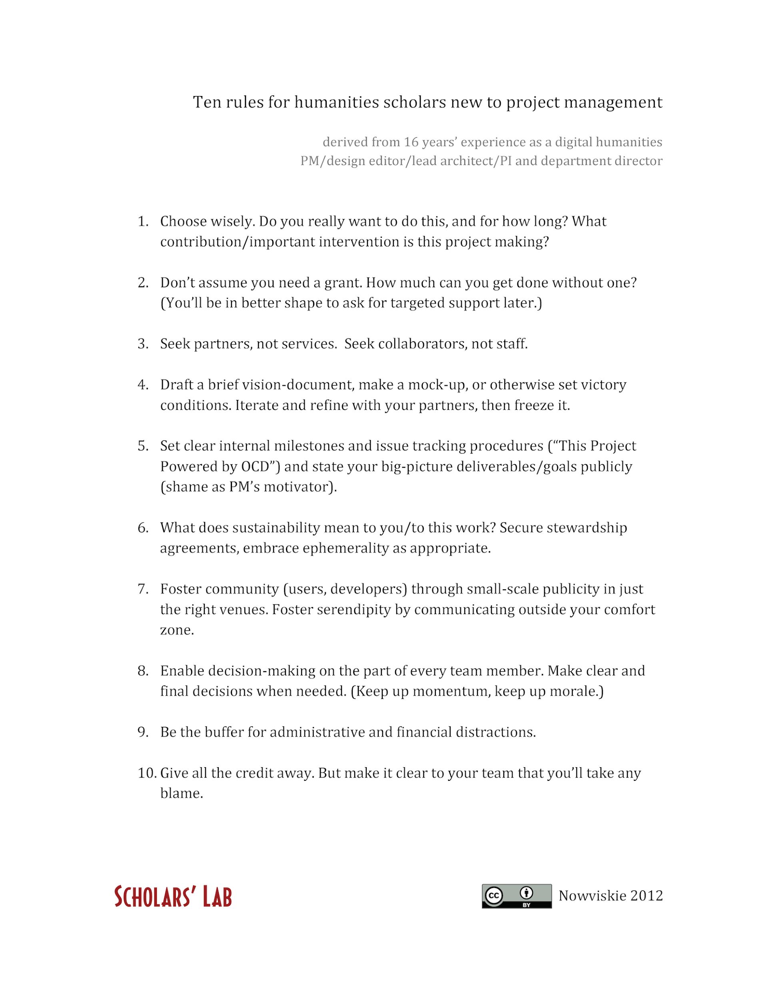 Ten rules for humanities scholars new to project management
derived from 16 years’ experience as a digital humanities
PM/design editor/lead architect/PI and department director
1. Choose wisely. Do you really want to do this, and for how long? What
contribution/important intervention is this project making?
2. Don’t assume you need a grant. How much can you get done without one?
(You’ll be in better shape to ask for targeted support later.)
3. Seek partners, not services.  Seek collaborators, not staff.
4. Draft a brief vision-document, make a mock-up, or otherwise set victory
conditions. Iterate and refine with your partners, then freeze it.
5. Set clear internal milestones and issue tracking procedures (“This Project
Powered by OCD”) and state your big-picture deliverables/goals publicly
(shame as PM’s motivator).
6. What does sustainability mean to you/to this work? Secure stewardship
agreements, embrace ephemerality as appropriate.
7. Foster community (users, developers) through small-scale publicity in just
the right venues. Foster serendipity by communicating outside your comfort
zone.
8. Enable decision-making on the part of every team member. Make clear and
final decisions when needed. (Keep up momentum, keep up morale.)
9. Be the buffer for administrative and financial distractions.
10. Give all the credit away. But make it clear to your team that you’ll take any
blame.
SCHOLARS’ LAB
cc BY Nowviskie 2012